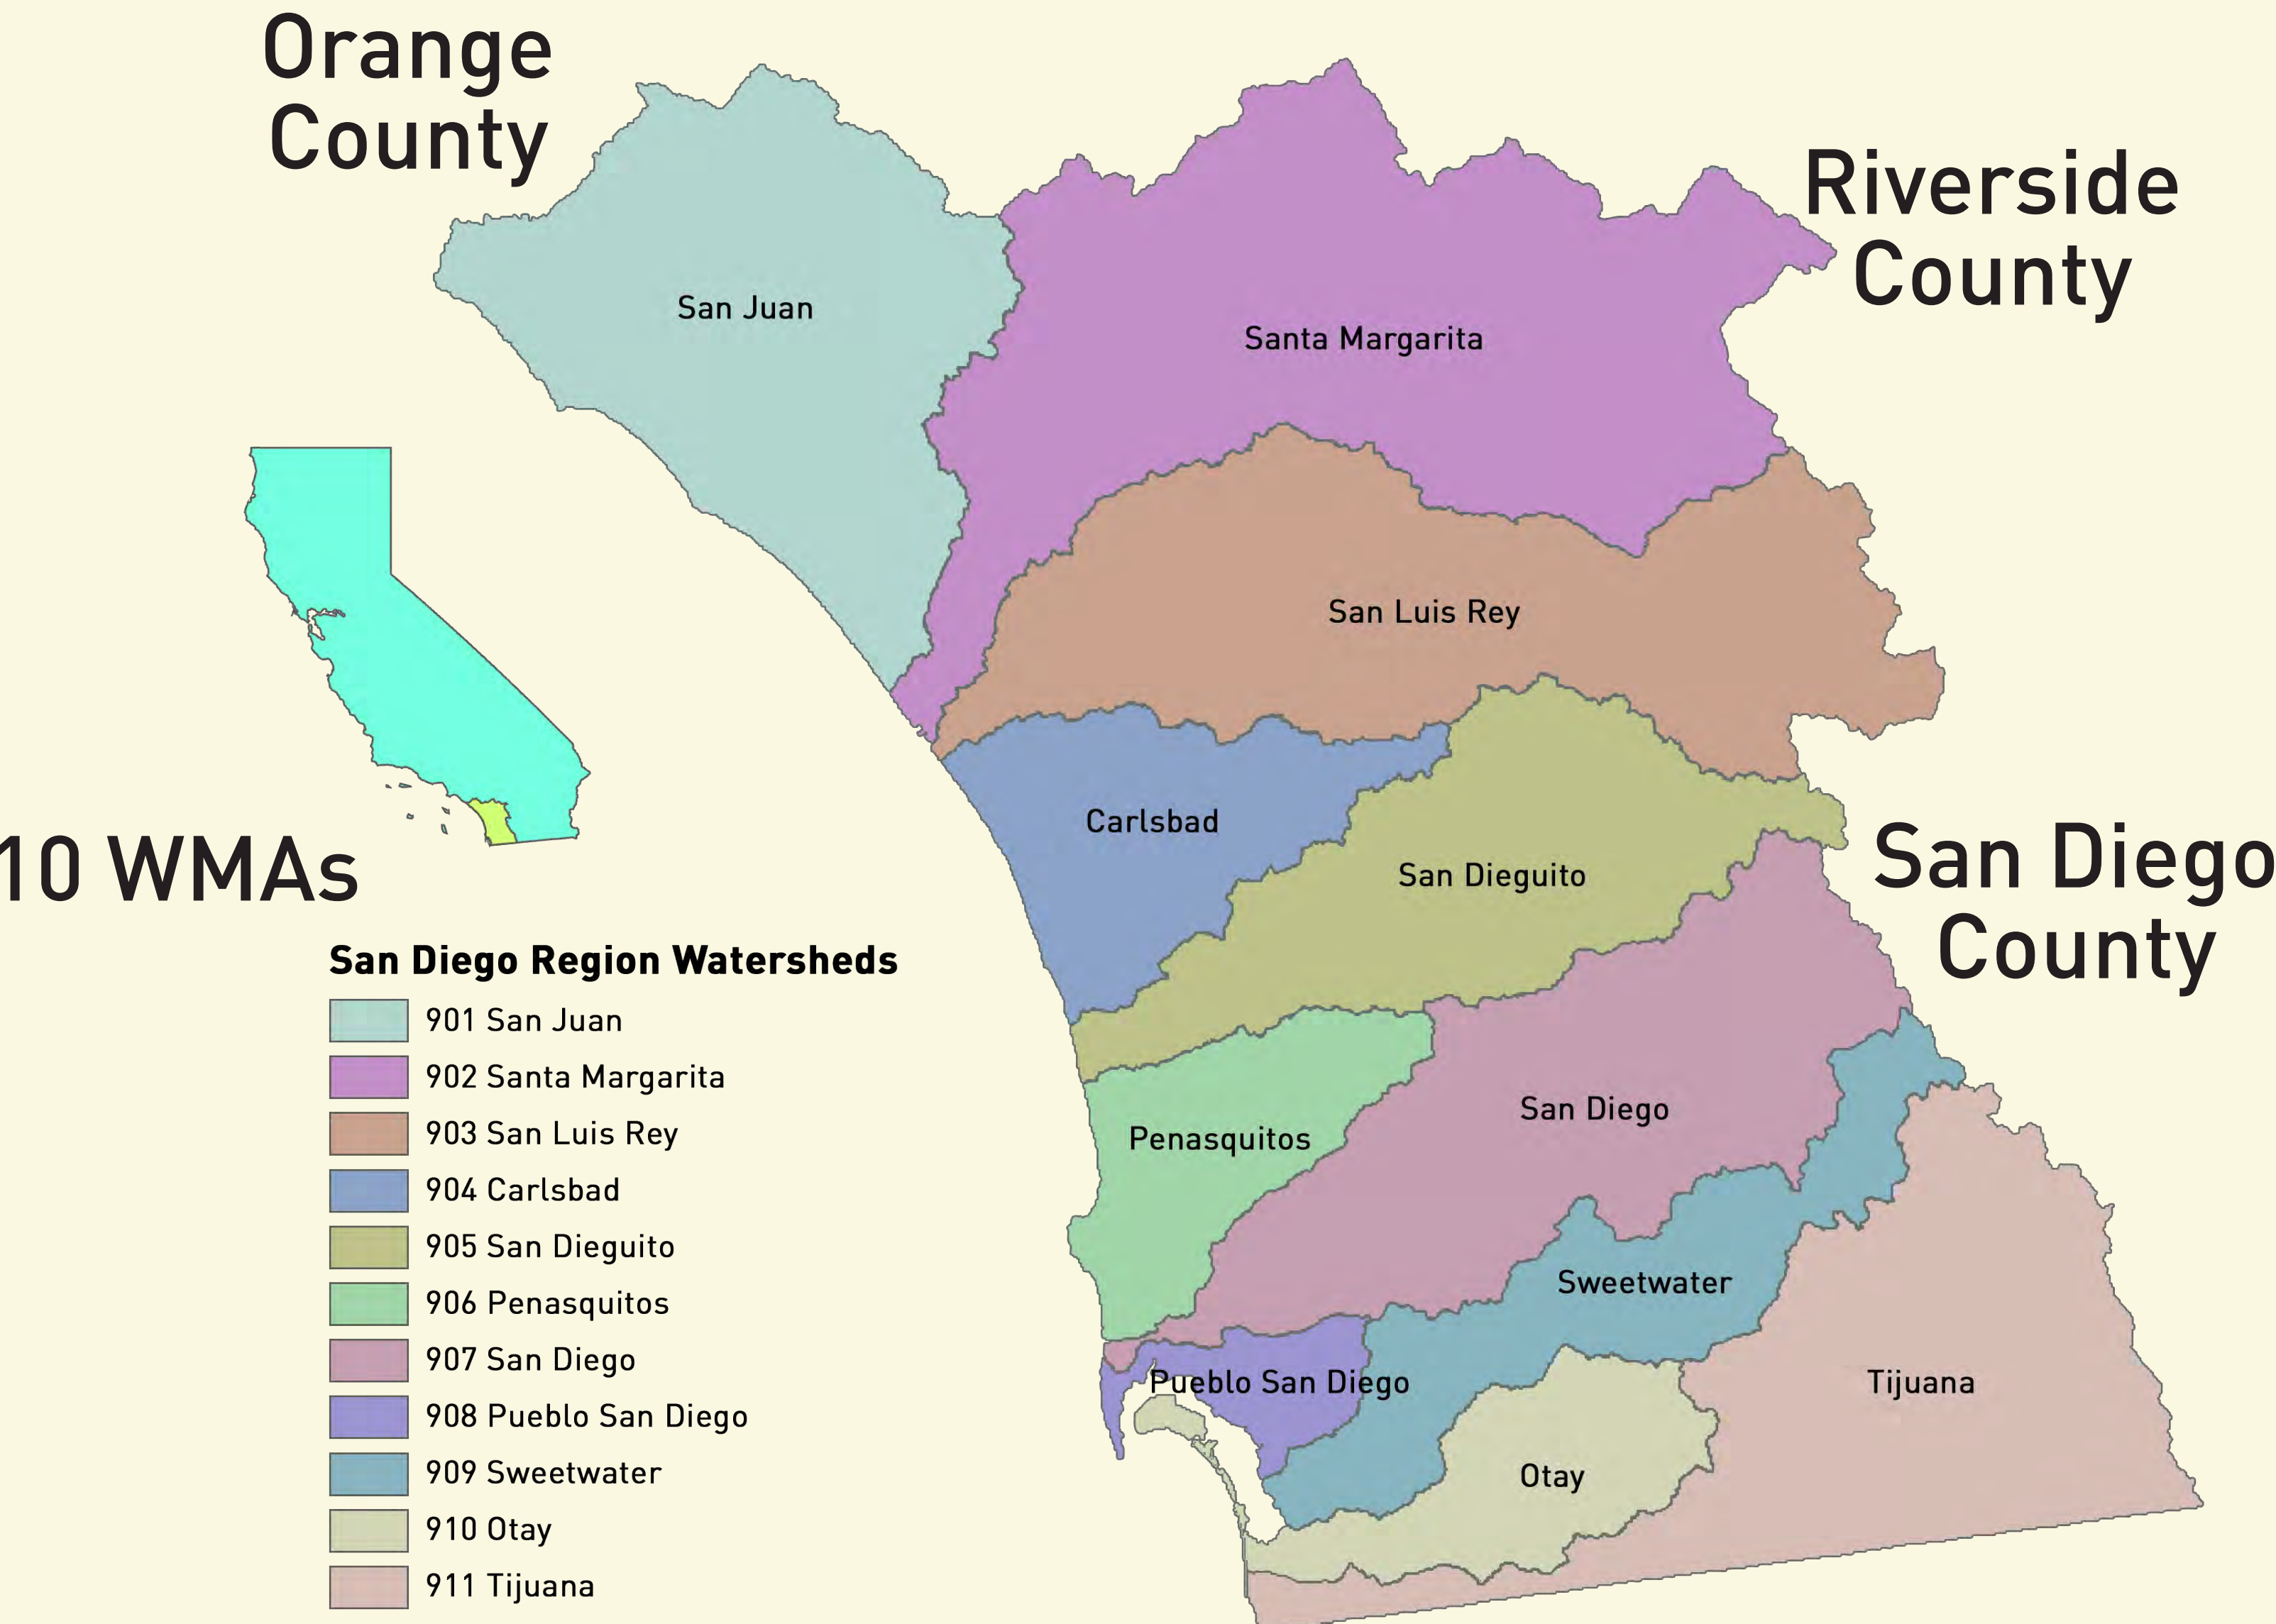 Orange
County
Riverside
County
San Juan
Santa Margarita
San Luis Rey
Carlsbad
10 WMAs
San Dieguito
San Diego
County
San Diego Region Watersheds
901 San Juan
902 Santa Margarita
903 San Luis Rey
904 Carlsbad
905 San Dieguito
906 Penasquitos
907 San Diego
908 Pueblo San Diego
909 Sweetwater
910 Otay
911 Tijuana
San Diego
Penasquitos
Sweetwater
Pueblo San Diego
Tijuana
Otay